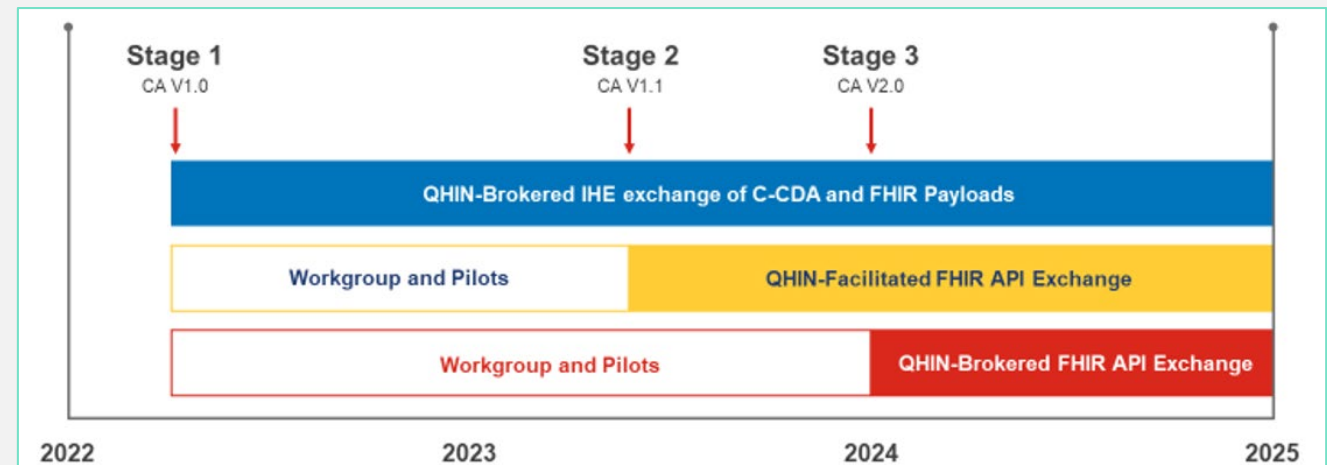 Stage 1
CA V1.0
Stage 2
CA V1.1
Stage 3
CA V2.0
QHIN-Brokered IHE exchange of C-CDA and FHIR Payloads
Workgroup and Pilots
QHIN-Facilitated FHIR API Exchange
Workgroup and Pilots
QHIN-Brokered FHIR API Exchange
2022
2023
2024
2025